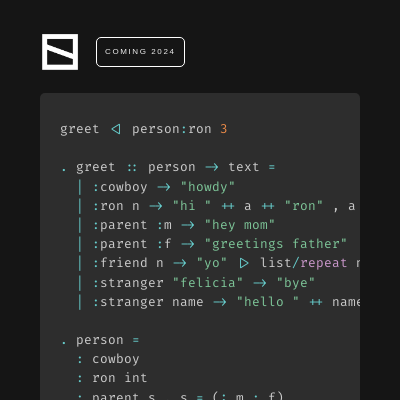 COMING 2024
greet <| person:ron 3
. greet :: person -> text =
| :cowboy -> "howdy"
| :ron n -> "hi " ++ a ++ "ron" , a
| :parent :m -> "hey mom"
| :parent :f -> "greetings father"
| :friend n -> "yo" |> list/repeat n
| :stranger "felicia" -> "bye"
| :stranger name -> "hello " ++ name
. person =
: cowboy
: ron int
: parent s , s = (: m : f)